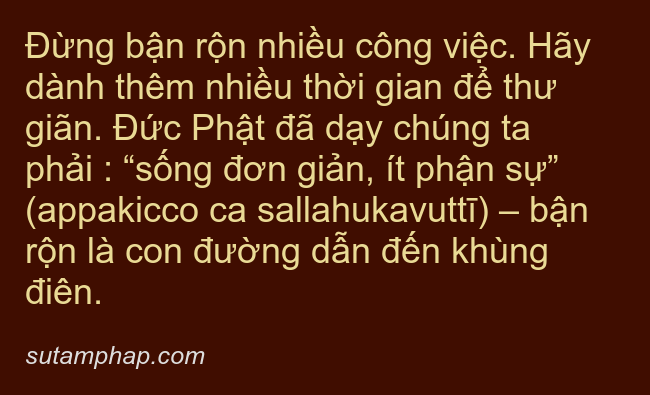 Đừng bận rộn nhiều công việc. Hãy
dành thêm nhiều thời gian để thư
giãn. Đức Phật đã dạy chúng ta
phải : “sống đơn giản, ít phận sự”
(appakicco ca sallahukavuttī) – bận
rộn là con đường dẫn đến khùng
điên.
sutamphap.com